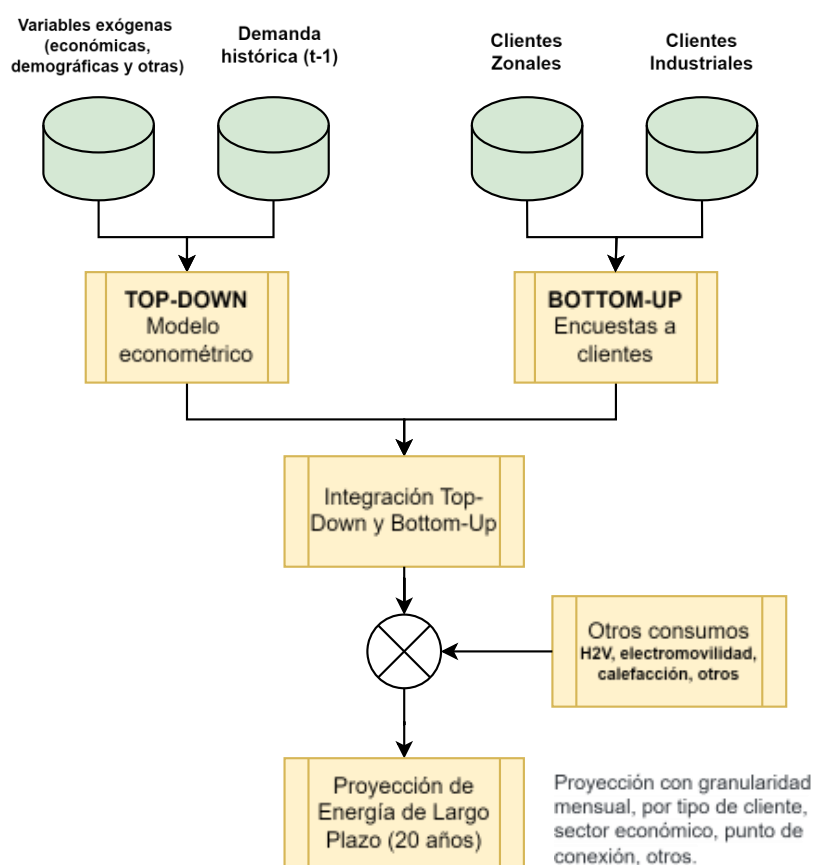 Variables exógenas
(económicas,
demográficas y otras)
Demanda
histórica (t-1)
Clientes
Zonales
Clientes
Industriales
TOP-DOWN
Modelo
econométrico
BOTTOM-UP
Encuestas a
clientes
Integración Top-
Down y Bottom-Up
Otros consumos
H2V, electromovilidad,
calefacción, otros
Proyección de
Energía de Largo
Plazo (20 años)
Proyección con granularidad
mensual, por tipo de cliente,
sector económico, punto de
conexión, otros.